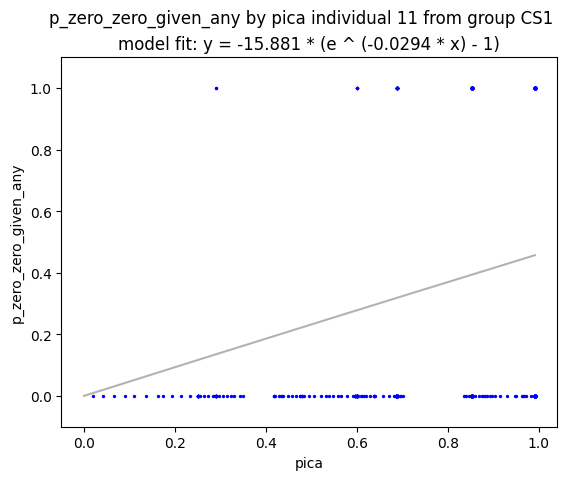 p_zero_zero_given_any by pica individual 11 from group CS1
model fit: y = -15.881 * (e ^ (-0.0294 * x) - 1)
1.0
0.8
0.6
0.4
0.2
0.0
p_zero_zero_given_any
0.0 0.2 0.4 0.6 0.8 1.0
pica